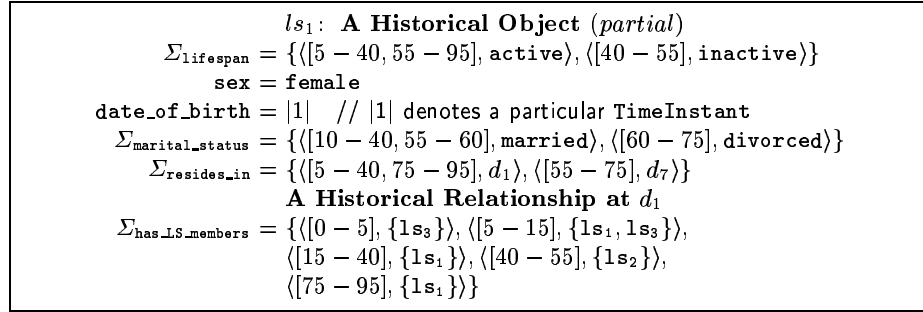 ls₁: A Historical Object (partial)
Σ_lifespan = {⟨[5 − 40, 55 − 95], active⟩, ⟨[40 − 55], inactive⟩}
sex = female
date_of_birth = |1| // |1| denotes a particular TimeInstant
Σ_marital_status = {⟨[10 − 40, 55 − 60], married⟩, ⟨[60 − 75], divorced⟩}
Σ_resides_in = {⟨[5 − 40, 75 − 95], d₁⟩, ⟨[55 − 75], d₇⟩}
A Historical Relationship at d₁
Σ_has_LS_members = {⟨[0 − 5], {ls₃}⟩, ⟨[5 − 15], {ls₁, ls₃}⟩,
⟨[15 − 40], {ls₁}⟩, ⟨[40 − 55], {ls₂}⟩,
⟨[75 − 95], {ls₁}⟩}